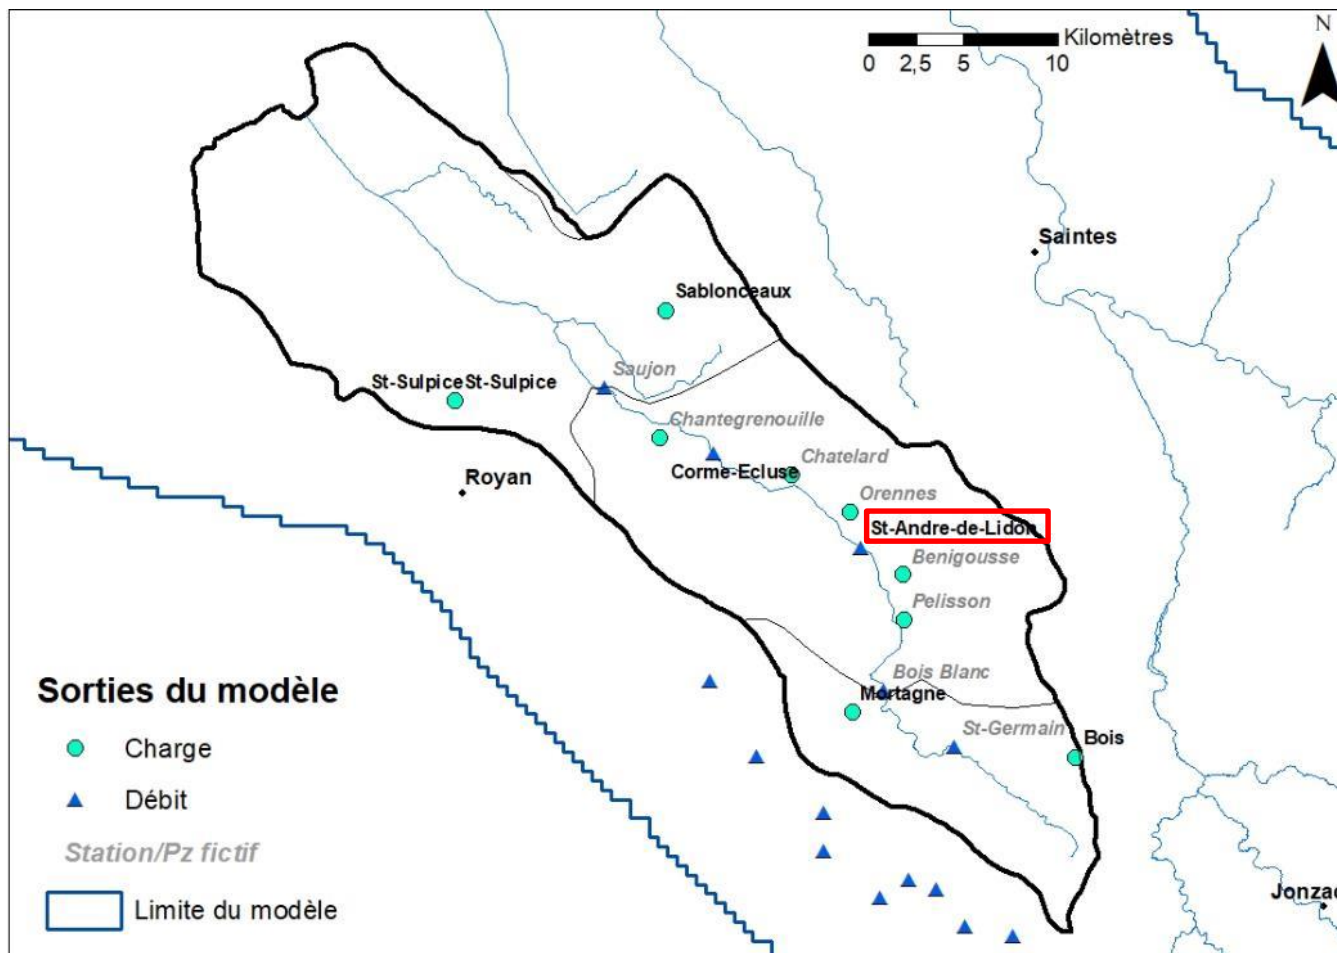 N
Kilomètres
0 2,5 5 10
Saintes
Sablonceaux
Saujon
St-Sulpice St-Sulpice
Chantegrenouille
Chatelard
Corme-Ecluse
Royan
Orennes
St-Andre-de-Lidon
Benigousse
Pelisson
Bois Blanc
Mortagne
St-Germain
Bois
Sorties du modèle
Charge
Débit
Station/Pz fictif
Limite du modèle
Jonzac